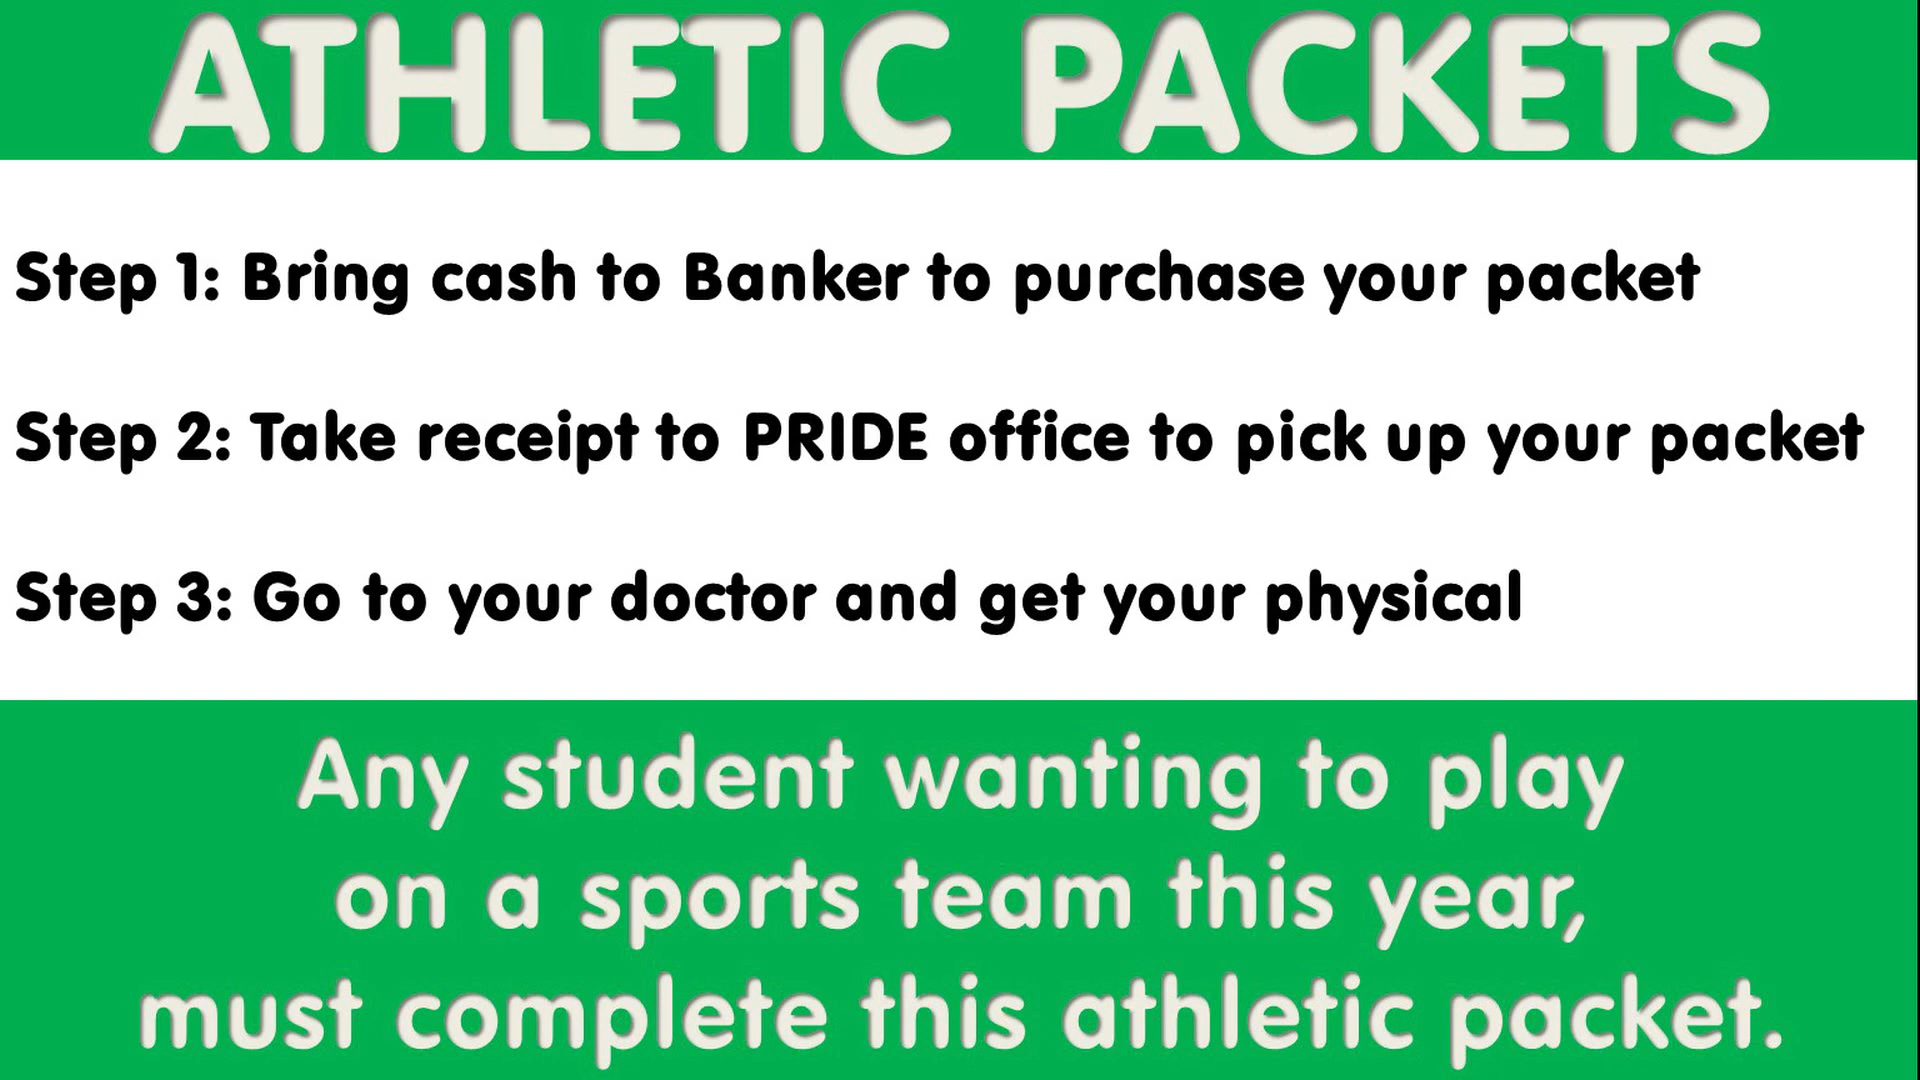 ATHLETIC PACKETS
Step 1: Bring cash to Banker to purchase your packet
Step 2: Take receipt to PRIDE office to pick up your packet
Step 3: Go to your doctor and get your physical
Any student wanting to play
on a sports team this year,
must complete this athletic packet.